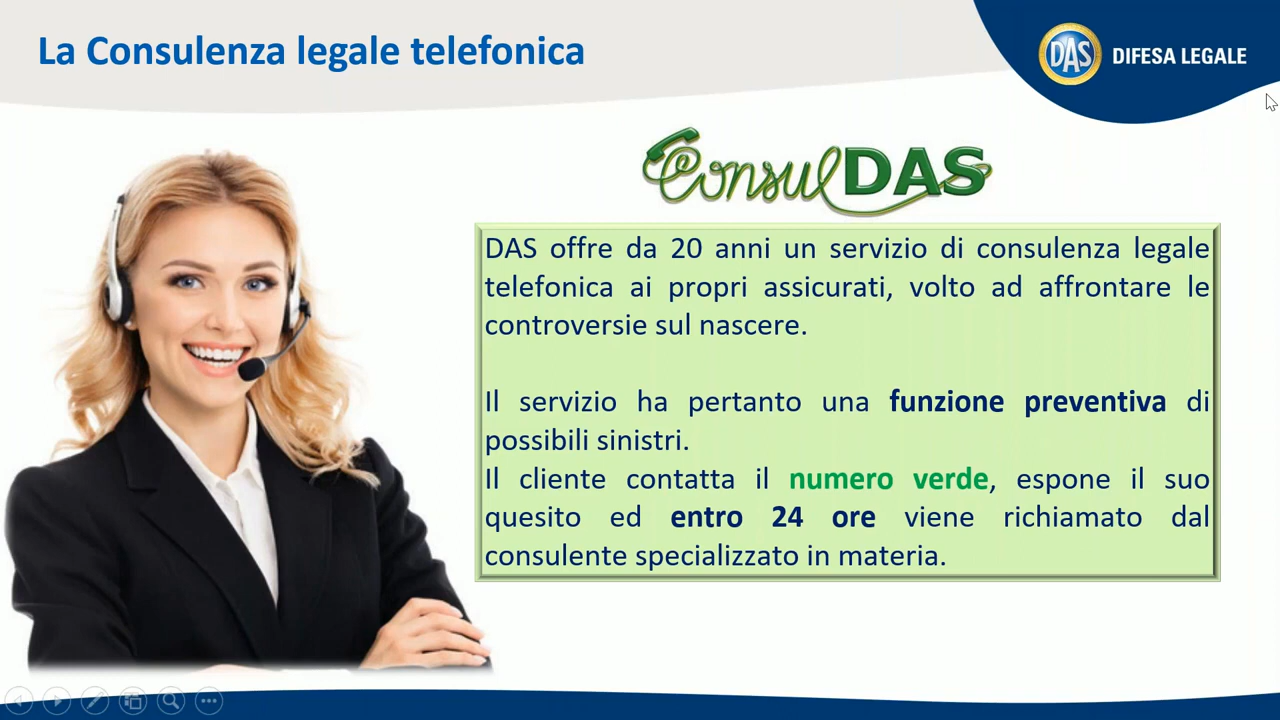 La Consulenza legale telefonica
DAS
DIFESA LEGALE
ConsulDAS
DAS offre da 20 anni un servizio di consulenza legale
telefonica ai propri assicurati, volto ad affrontare le
controversie sul nascere.
Il servizio ha pertanto una funzione preventiva di
possibili sinistri.
Il cliente contatta il numero verde, espone il suo
quesito ed entro 24 ore viene richiamato dal
consulente specializzato in materia.